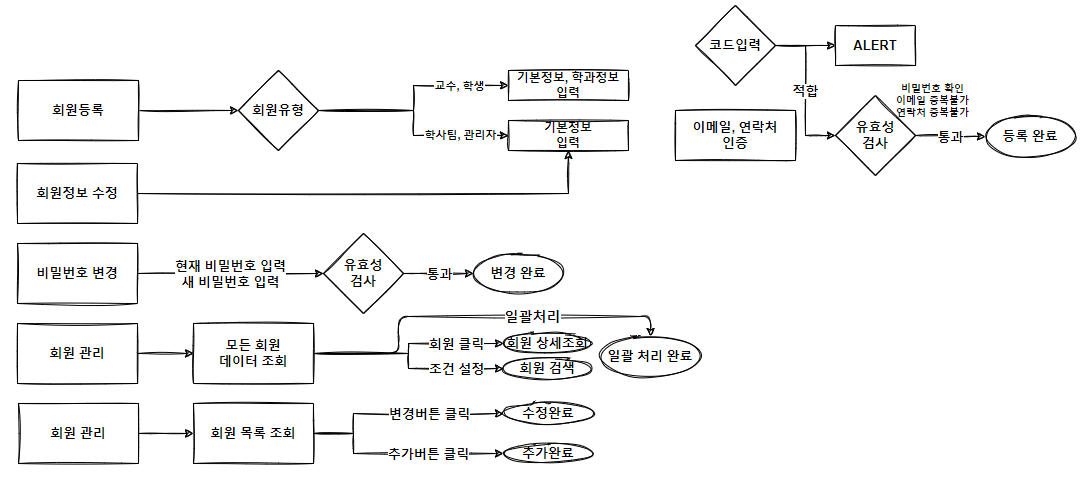 회원등록
회원유형
교수, 학생
기본정보, 학과정보
입력
학사팀, 관리자
기본정보
입력
코드입력
ALERT
적합
이메일, 연락처
인증
유효성
검사
비밀번호 확인
이메일 중복불가
연락처 중복불가
통과
등록 완료
회원정보 수정
비밀번호 변경
현재 비밀번호 입력
새 비밀번호 입력
유효성
검사
통과
변경 완료
회원 관리
모든 회원
데이터 조회
일괄처리
회원 클릭
회원 상세조회
조건 설정
회원 검색
일괄 처리 완료
회원 관리
회원 목록 조회
변경버튼 클릭
수정완료
추가버튼 클릭
추가완료